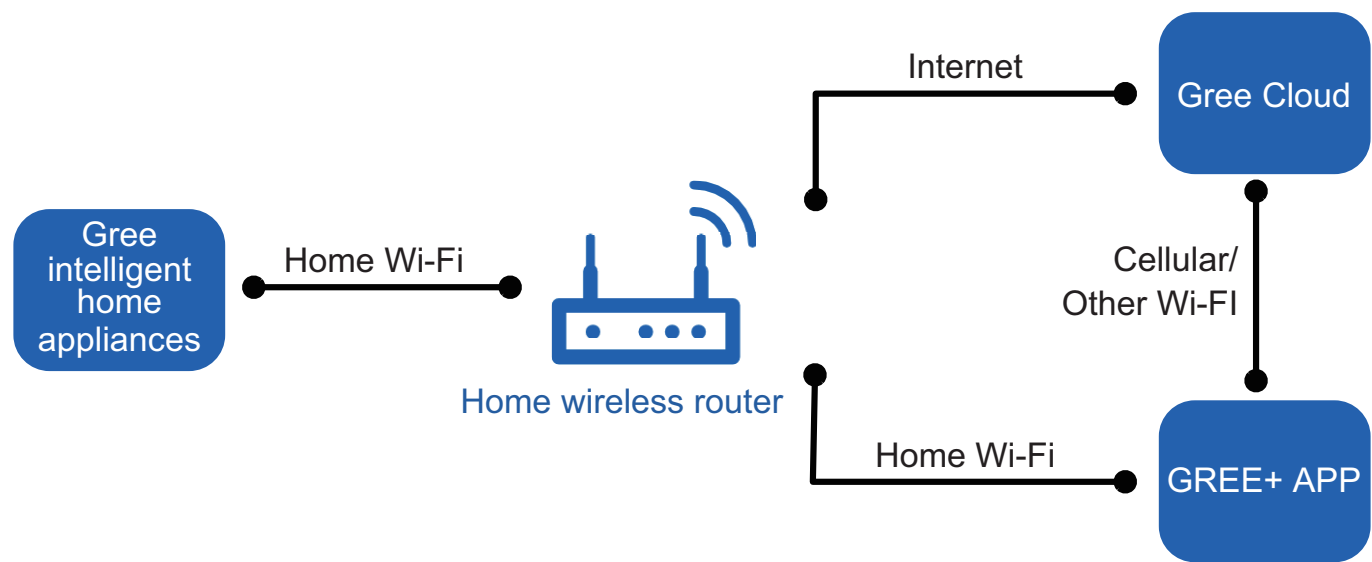 Internet
Gree Cloud
Gree
intelligent
home
appliances
Home Wi-Fi
Cellular/
Other Wi-FI
Home wireless router
Home Wi-Fi
GREE+ APP